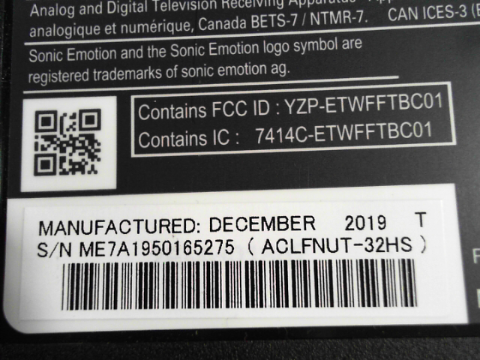 Analog and Digital Television Receiving Apparatus
analogique et numérique, Canada BETS-7 / NTMR-7. CAN ICES-3 (
Sonic Emotion and the Sonic Emotion logo symbol are
registered trademarks of sonic emotion ag.
Contains FCC ID : YZP-ETWFFTBC01
Contains IC : 7414C-ETWFFTBC01
MANUFACTURED: DECEMBER 2019 T
S/N ME7A1950165275 ( ACLFNUT-32HS )